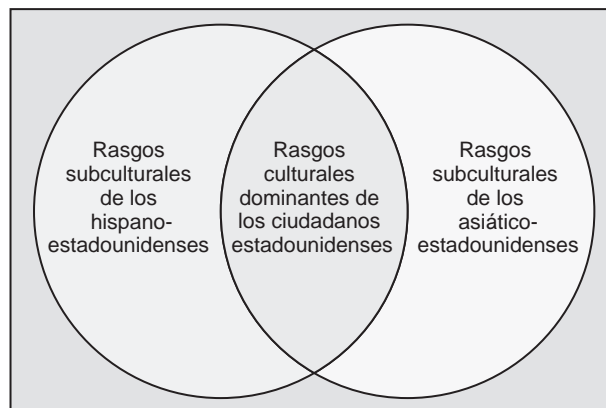 Rasgos
subculturales
de los
hispano-
estadounidenses
Rasgos
culturales
dominantes de
los ciudadanos
estadounidenses
Rasgos
subculturales
de los
asiático-
estadounidenses